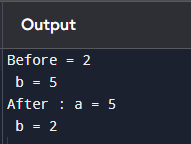 Output
Before = 2
 b = 5
After : a = 5
 b = 2